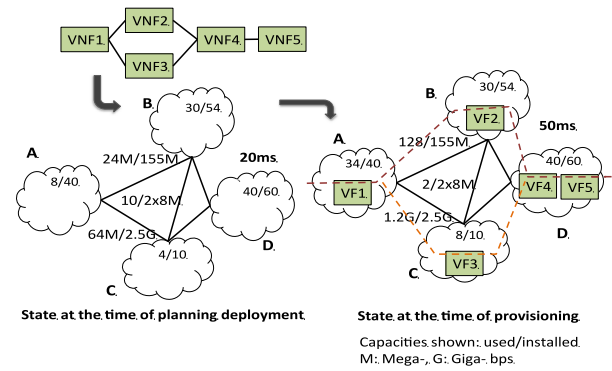 VNF1.
VNF2.
VNF3.
VNF4.
VNF5.
B.
30/54.
24M/155M
20ms.
A.
8/40.
10/2x8M
40/60.
64M/2.5G
D.
4/10.
C.
State at the time of planning deployment.
B.
30/54.
VF2.
50ms.
128/155M
A.
34/40.
VF1.
2/2x8M
40/60.
VF4.
VF5.
1.2G/2.5G
8/10.
D.
VF3.
C.
State at the time of provisioning.
Capacities shown: used/installed.
M: Mega-, G: Giga- bps.